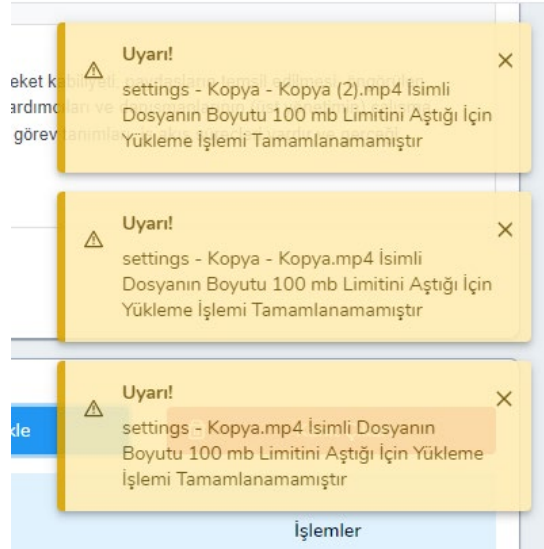 Uyarı!
settings - Kopya - Kopya (2).mp4 İsimli
Dosyanın Boyutu 100 mb Limitini Aştığı İçin
Yükleme İşlemi Tamamlanamamıştır
görev
Uyarı!
settings - Kopya - Kopya.mp4 İsimli
Dosyanın Boyutu 100 mb Limitini Aştığı İçin
Yükleme İşlemi Tamamlanamamıştır
Uyarı!
settings - Kopya.mp4 İsimli Dosyanın
Boyutu 100 mb Limitini Aştığı İçin Yükleme
İşlemi Tamamlanamamıştır
İşlemler